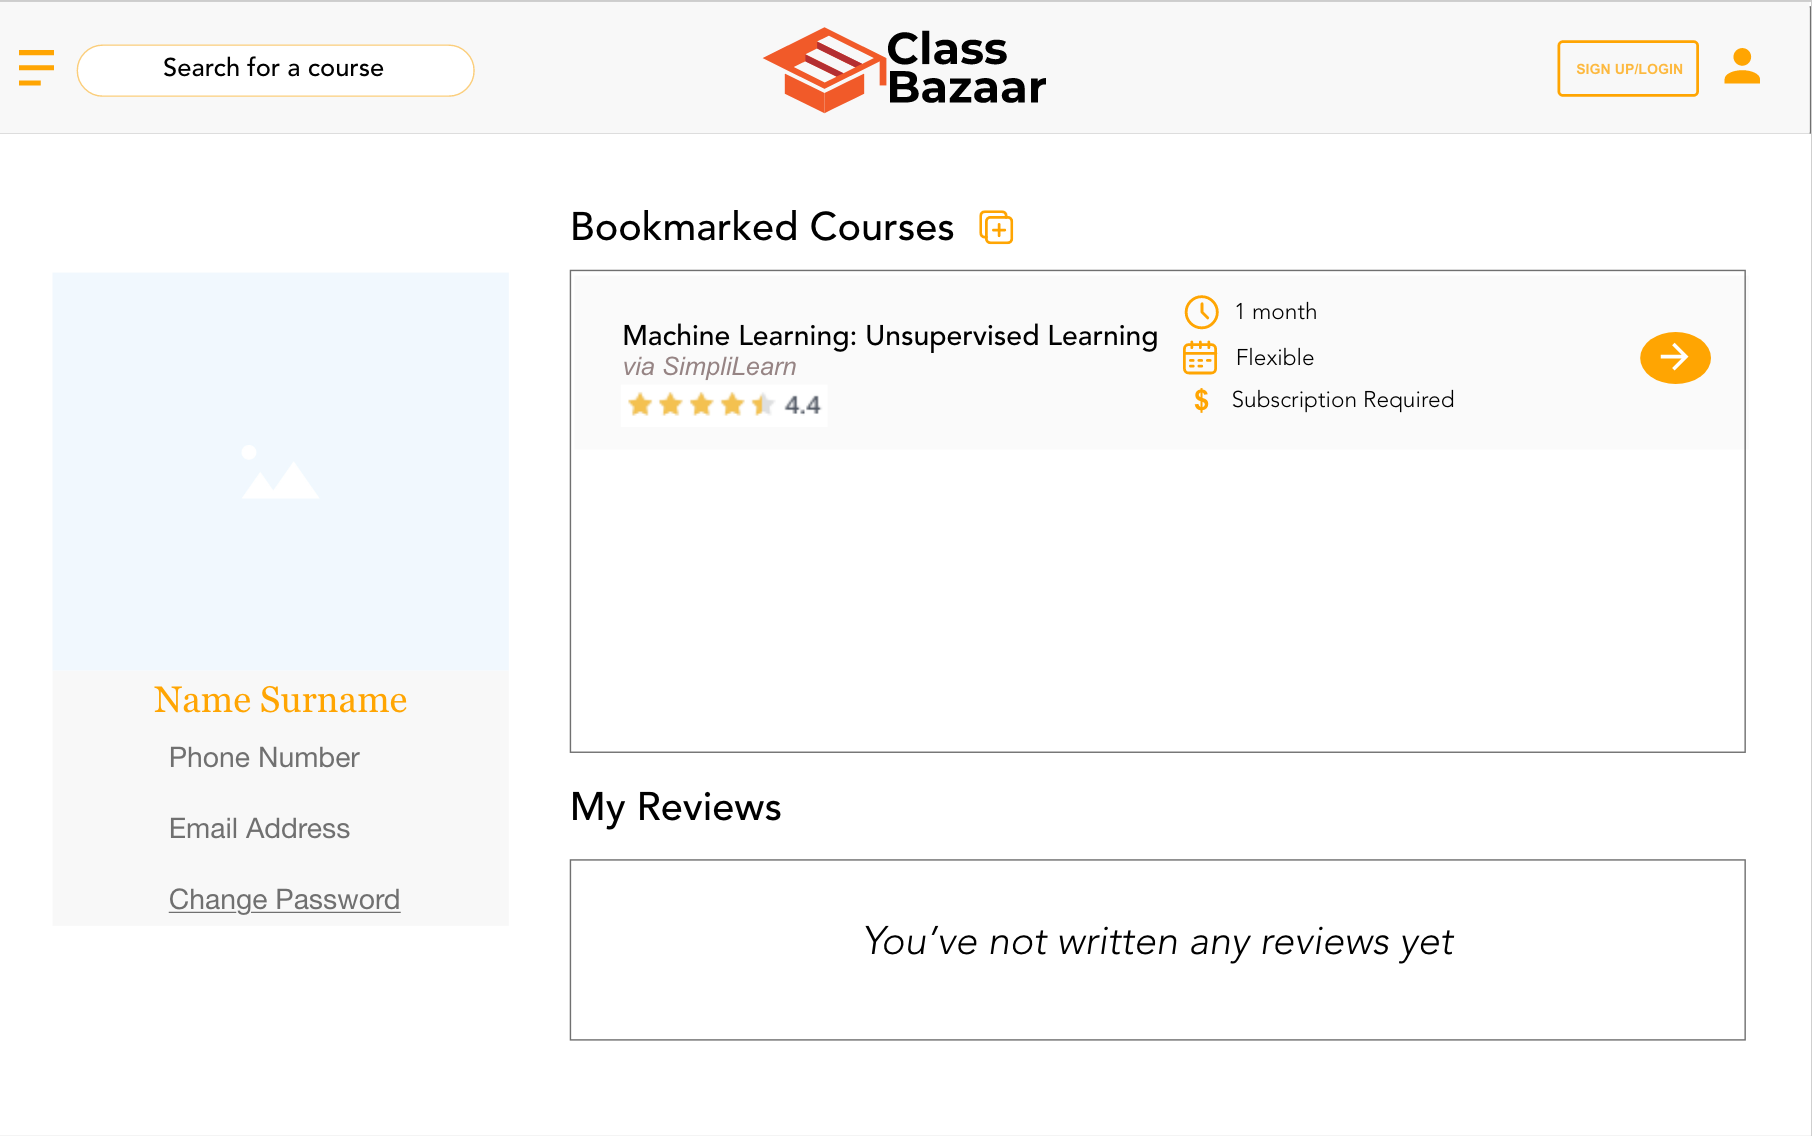 Search for a course
Class
Bazaar
SIGN UP/LOGIN
Bookmarked Courses
Machine Learning: Unsupervised Learning
via SimpliLearn
4.4
1 month
Flexible
$ Subscription Required
Name Surname
Phone Number
Email Address
Change Password
My Reviews
You’ve not written any reviews yet